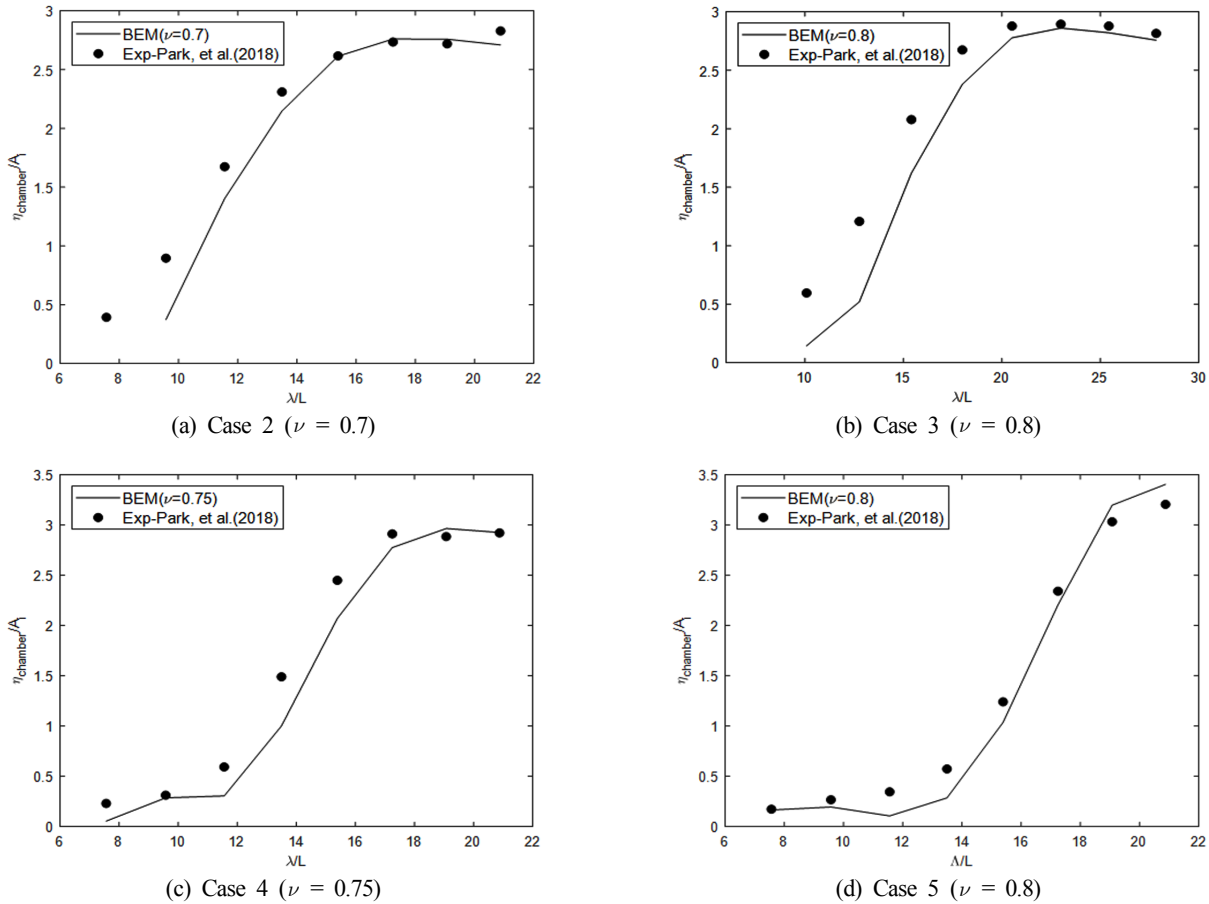 3
2.5
2
1.5
1
0.5
0
BEM(ν=0.7)
Exp-Park, et al.(2018)
η_chamber/A_i
6 8 10 12 14 16 18 20 22
λ/L
(a) Case 2 (ν = 0.7)
3
2.5
2
1.5
1
0.5
0
BEM(ν=0.8)
Exp-Park, et al.(2018)
η_chamber/A_i
10 15 20 25 30
λ/L
(b) Case 3 (ν = 0.8)
3.5
3
2.5
2
1.5
1
0.5
0
BEM(ν=0.75)
Exp-Park, et al.(2018)
η_chamber/A_i
6 8 10 12 14 16 18 20 22
λ/L
(c) Case 4 (ν = 0.75)
3.5
3
2.5
2
1.5
1
0.5
0
BEM(ν=0.8)
Exp-Park, et al.(2018)
η_chamber/A_i
6 8 10 12 14 16 18 20 22
Λ/L
(d) Case 5 (ν = 0.8)